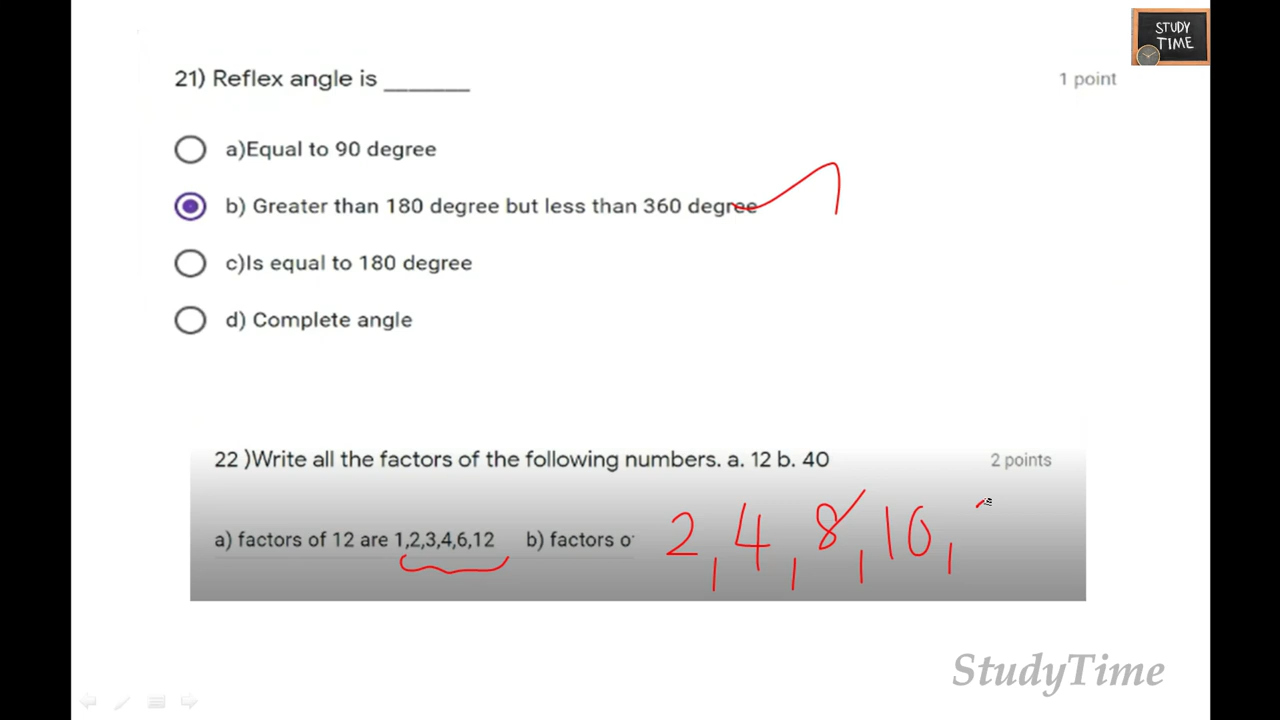 STUDY
TIME
21) Reflex angle is _______
1 point
a)Equal to 90 degree
b) Greater than 180 degree but less than 360 degree
c)Is equal to 180 degree
d) Complete angle
22 )Write all the factors of the following numbers. a. 12 b. 40
2 points
a) factors of 12 are 1,2,3,4,6,12 b) factors o
2, 4, 8, 10,
StudyTime